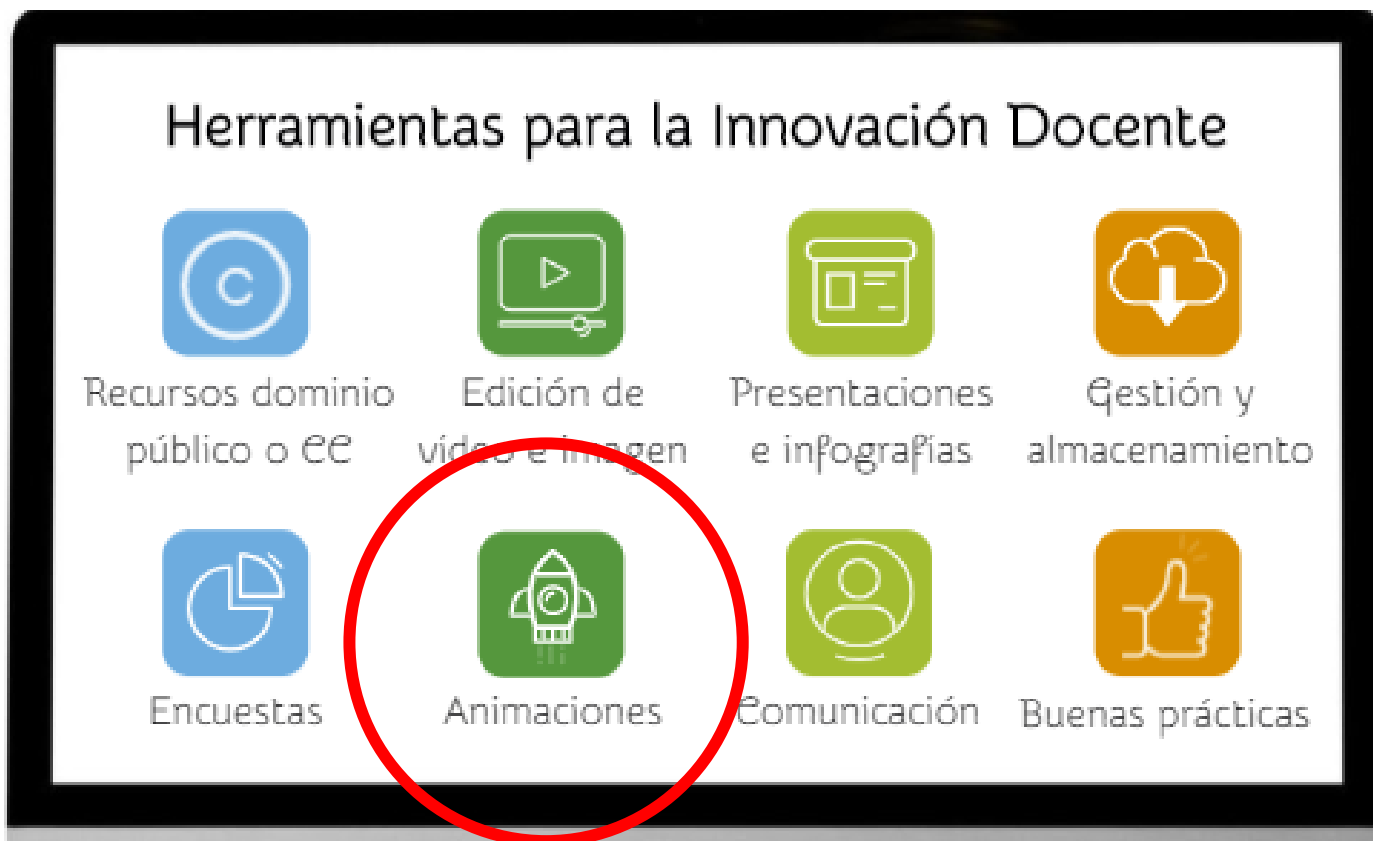 Herramientas para la Innovación Docente
C
Recursos dominio
público o CC
Edición de
vídeo e imagen
Presentaciones
e infografías
Gestión y
almacenamiento
Encuestas
Animaciones
Comunicación
Buenas prácticas